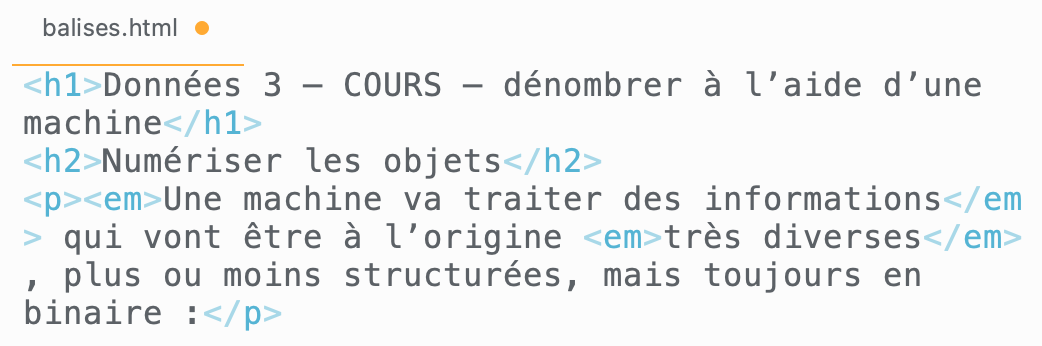 balises.html
<h1>Données 3 – COURS – dénombrer à l’aide d’une
machine</h1>
<h2>Numériser les objets</h2>
<p><em>Une machine va traiter des informations</em
> qui vont être à l’origine <em>très diverses</em>
, plus ou moins structurées, mais toujours en
binaire :</p>